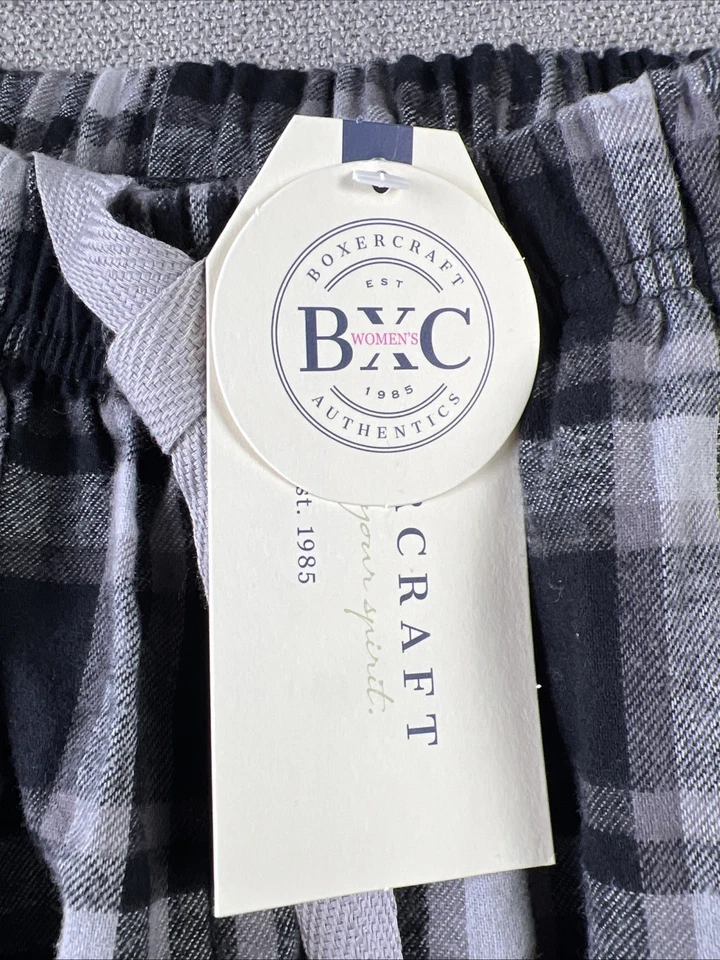 BOXERCRAFT
EST
BXC
WOMEN'S
1985
AUTHENTICS
RCRAFT
your spirit.
st. 1985